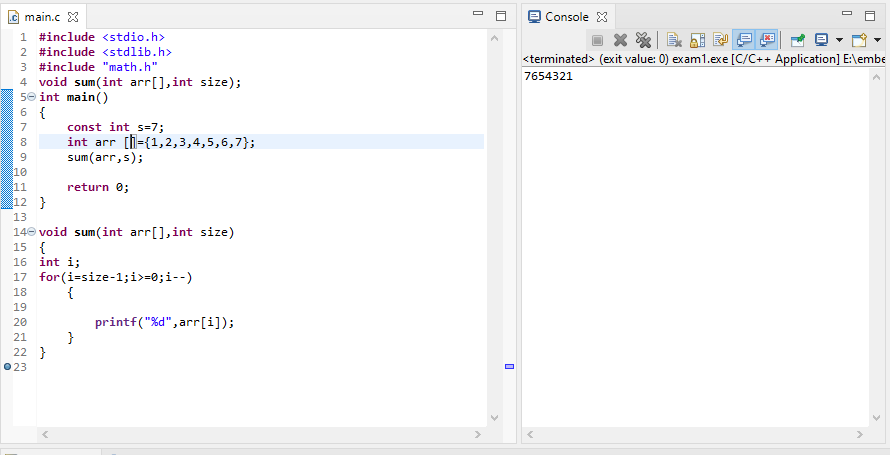 main.c
1 #include <stdio.h>
2 #include <stdlib.h>
3 #include "math.h"
4 void sum(int arr[],int size);
5 int main()
6 {
7 const int s=7;
8 int arr []={1,2,3,4,5,6,7};
9 sum(arr,s);
10
11 return 0;
12 }
13
14 void sum(int arr[],int size)
15 {
16 int i;
17 for(i=size-1;i>=0;i--)
18 {
19
20 printf("%d",arr[i]);
21 }
22 }
23
Console
<terminated> (exit value: 0) exam1.exe [C/C++ Application] E:\embe
7654321